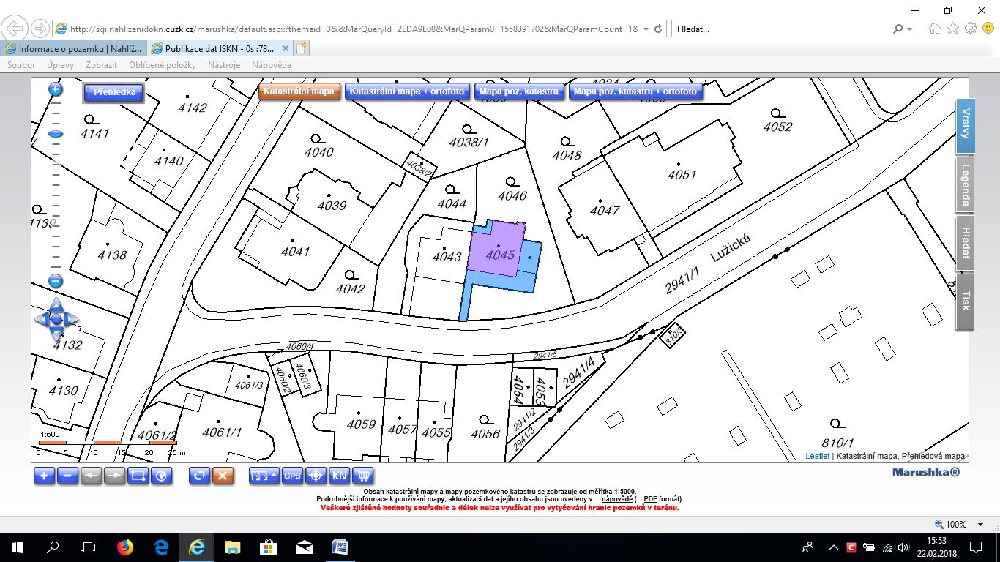 http://sgi.nahlizenidokn.cuzk.cz/marushka/default.aspx?themeid=3&&MarQueryId=2EDA9E08&MarQParam0=1558391702&MarQParamCount=1&
Hledat...
Informace o pozemku | Nahlíž...
Publikace dat ISKN - 0s :78...
Soubor Úpravy Zobrazit Oblíbené položky Nástroje Nápověda
Přehledka
Katastrální mapa
Katastrální mapa + ortofoto
Mapa poz. katastru
Mapa poz. katastru + ortofoto
Vrstvy
Legenda
Hledat
Tisk
4142
4141
4140
4040
4038/1
4038/2
4048
4052
4051
4046
4044
4039
4047
4138
4041
4043
4045
4042
Lužická
2941/1
4132
4130
4060/4
4061/3
4060/2
4060/3
2941/5
2941/4
810/3
4054
4053
2941/2
2941/3
4061/2
4061/1
4059
4057
4055
4056
810/1
1:500
0 5 10 15 20 25 m
Leaflet | Katastrální mapa, Přehledová mapa
1 2 3
GPS
KN
Marushka®
Obsah katastrální mapy a mapy pozemkového katastru se zobrazuje od měřítka 1:5000.
Podrobnější informace k používání mapy, aktualizaci dat a jejího obsahu jsou uvedeny v nápovědě ( PDF formát).
Veškeré zjištěné hodnoty souřadnic a délek nelze využívat pro vytyčování hranic pozemků v terénu.
100%
15:53
22.02.2018